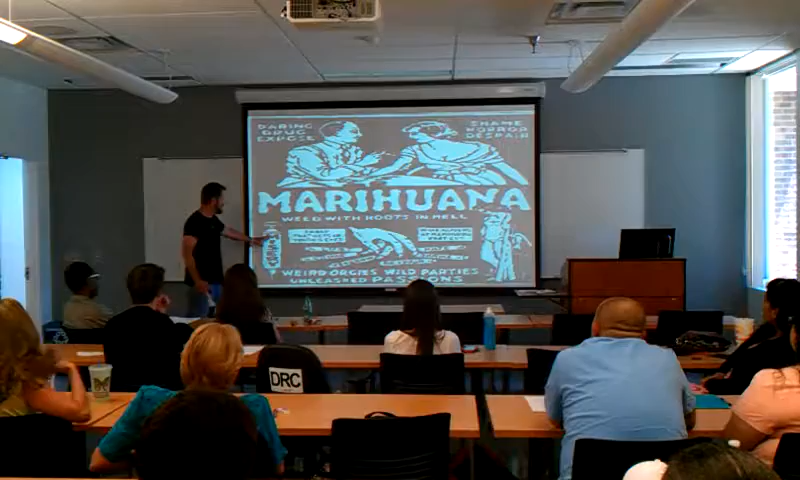 DARING
DRUG
EXPOSE
SHAME
HORROR
DESPAIR
MARIHUANA
WEED WITH ROOTS IN HELL
WEIRD ORGIES WILD PARTIES
UNLEASHED PASSIONS
DRC